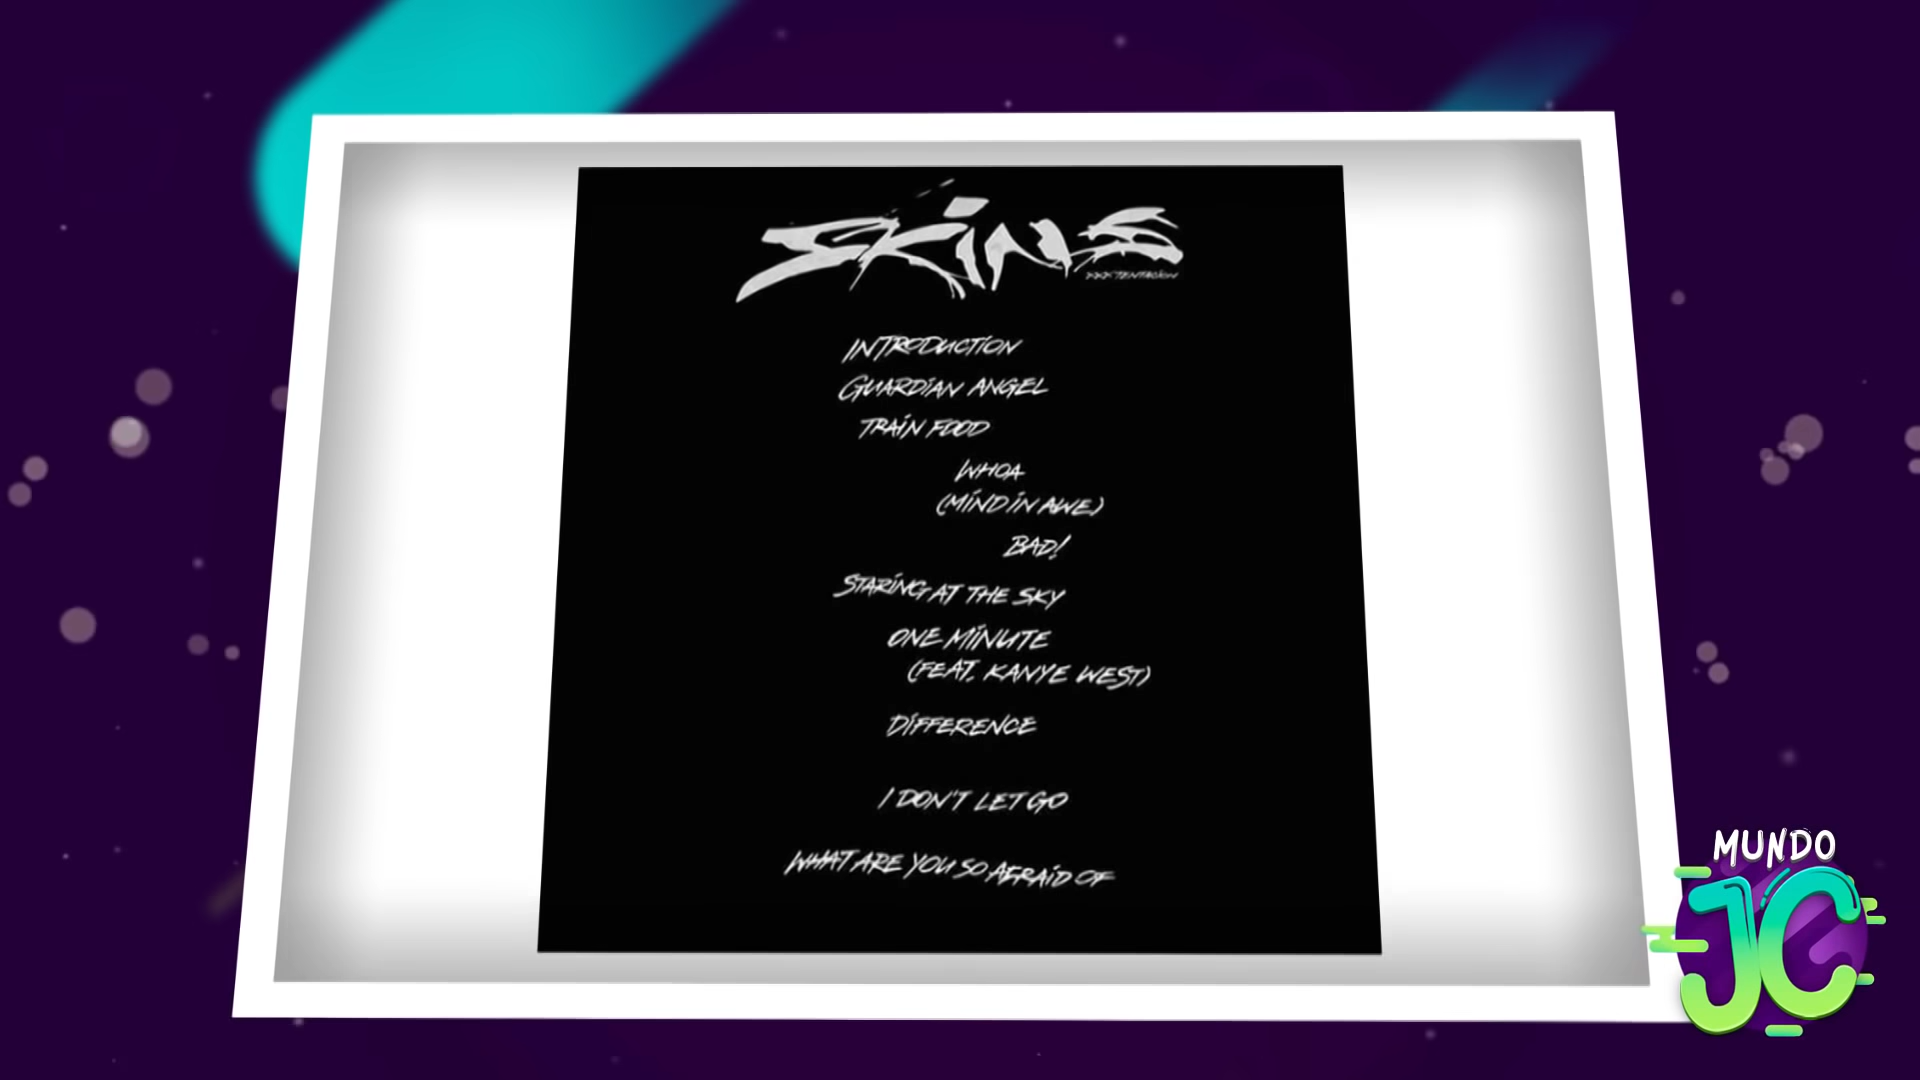 SKINS
XXXTENTACION
INTRODUCTION
GUARDIAN ANGEL
TRAIN FOOD
WHOA
(MIND IN AWE)
BAD!
STARING AT THE SKY
ONE MINUTE
(FEAT. KANYE WEST)
DIFFERENCE
I DON'T LET GO
WHAT ARE YOU SO AFRAID OF
MUNDO
JC